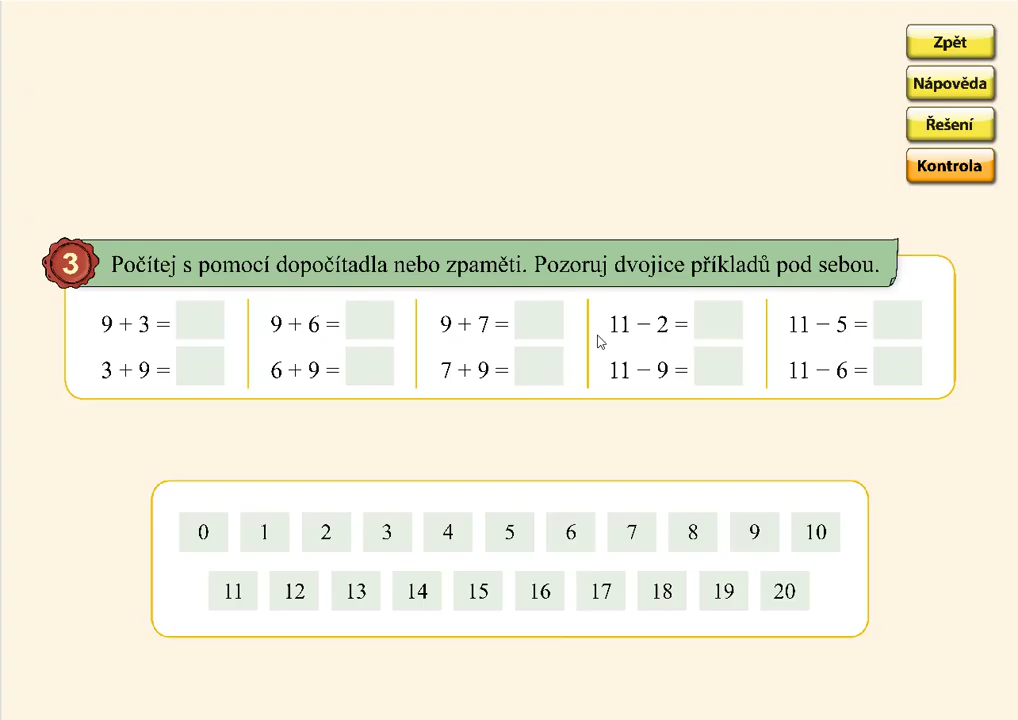 Zpět
Nápověda
Řešení
Kontrola
3 Počítej s pomocí dopočítadla nebo zpaměti. Pozoruj dvojice příkladů pod sebou.
9 + 3 = 9 + 6 = 9 + 7 = 11 − 2 = 11 − 5 =
3 + 9 = 6 + 9 = 7 + 9 = 11 − 9 = 11 − 6 =
0 1 2 3 4 5 6 7 8 9 10
11 12 13 14 15 16 17 18 19 20